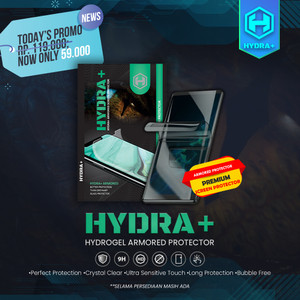 TODAY'S PROMO
NEWS
RP. 119.000;-
NOW ONLY 59.000
HYDRA+
HYDRA+
HYDRA+
ARMORED PROTECTOR
PREMIUM
SCREEN PROTECTOR
HYDRA+
HYDROGEL ARMORED PROTECTOR
9H
•Perfect Protection •Crystal Clear •Ultra Sensitive Touch •Long Protection •Bubble Free
**SELAMA PERSEDIAAN MASIH ADA